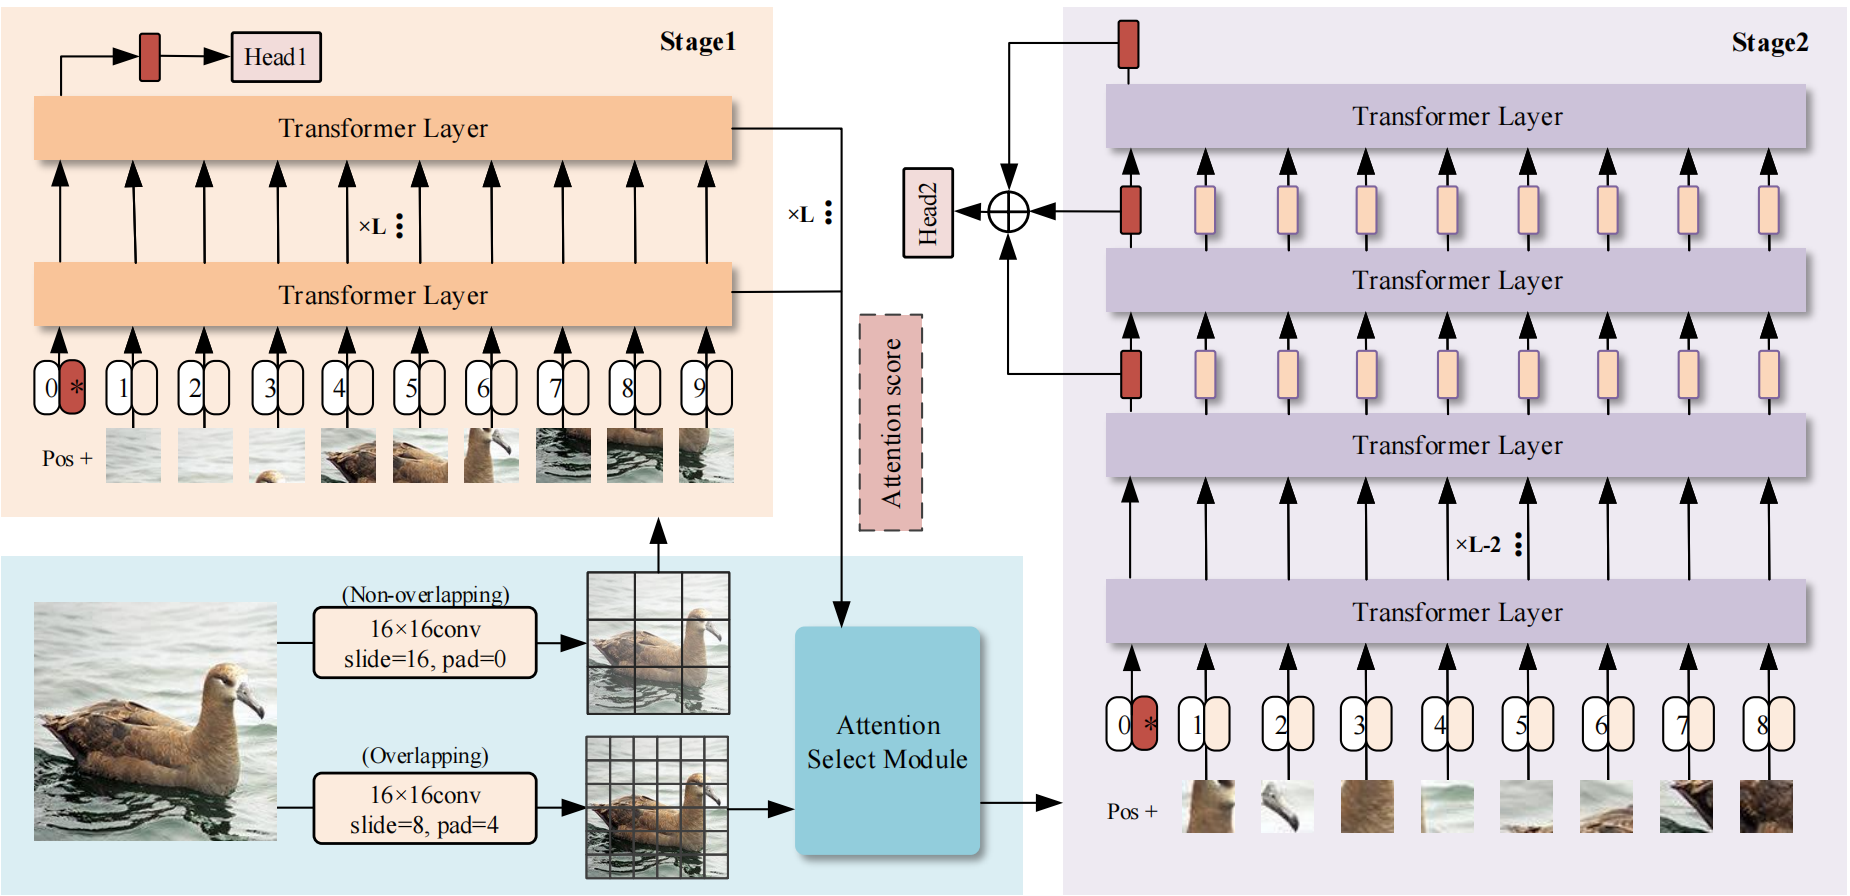 Stage1
Head1
Transformer Layer
×L
×L
Transformer Layer
0 * 1 2 3 4 5 6 7 8 9
Pos +
Attention score
(Non-overlapping)
16×16conv
slide=16, pad=0
(Overlapping)
16×16conv
slide=8, pad=4
Attention
Select Module
Stage2
Transformer Layer
Head2
Transformer Layer
Transformer Layer
×L-2
Transformer Layer
0 * 1 2 3 4 5 6 7 8
Pos +